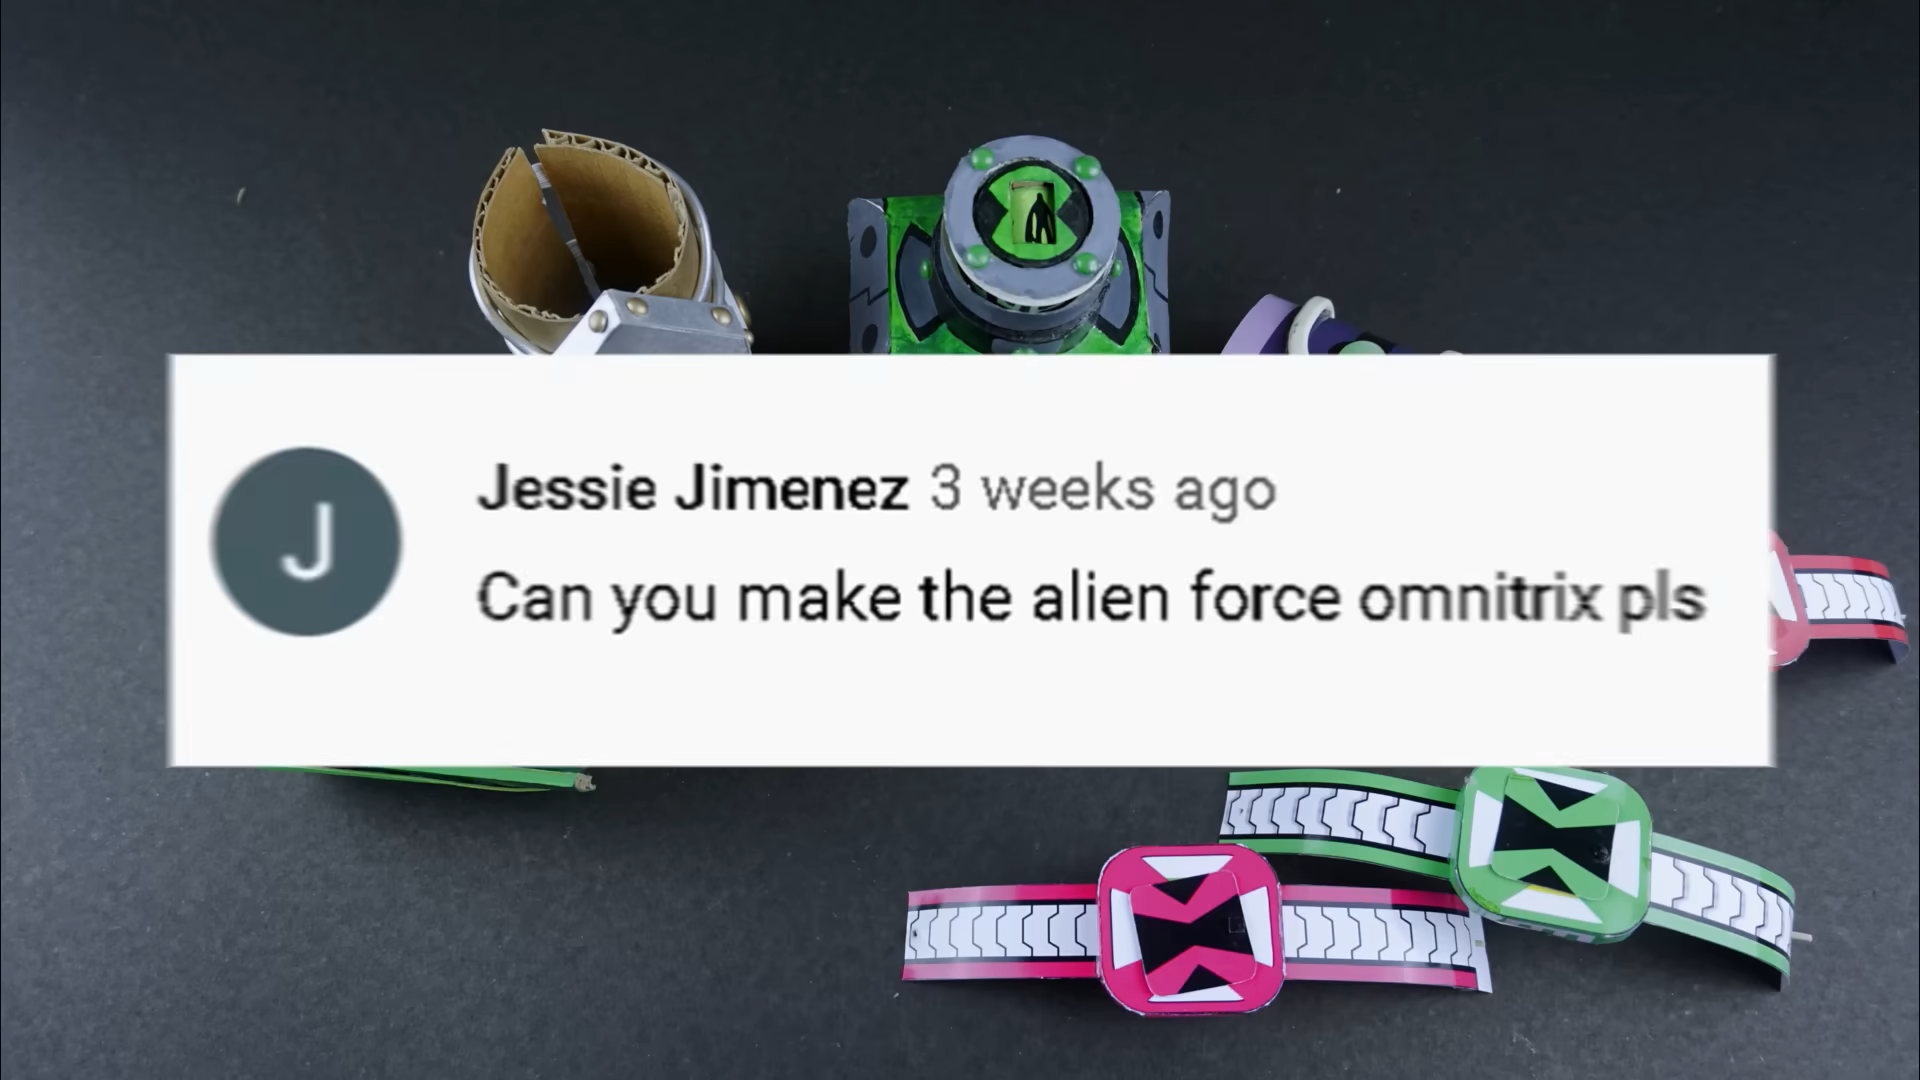 J
Jessie Jimenez 3 weeks ago
Can you make the alien force omnitrix pls